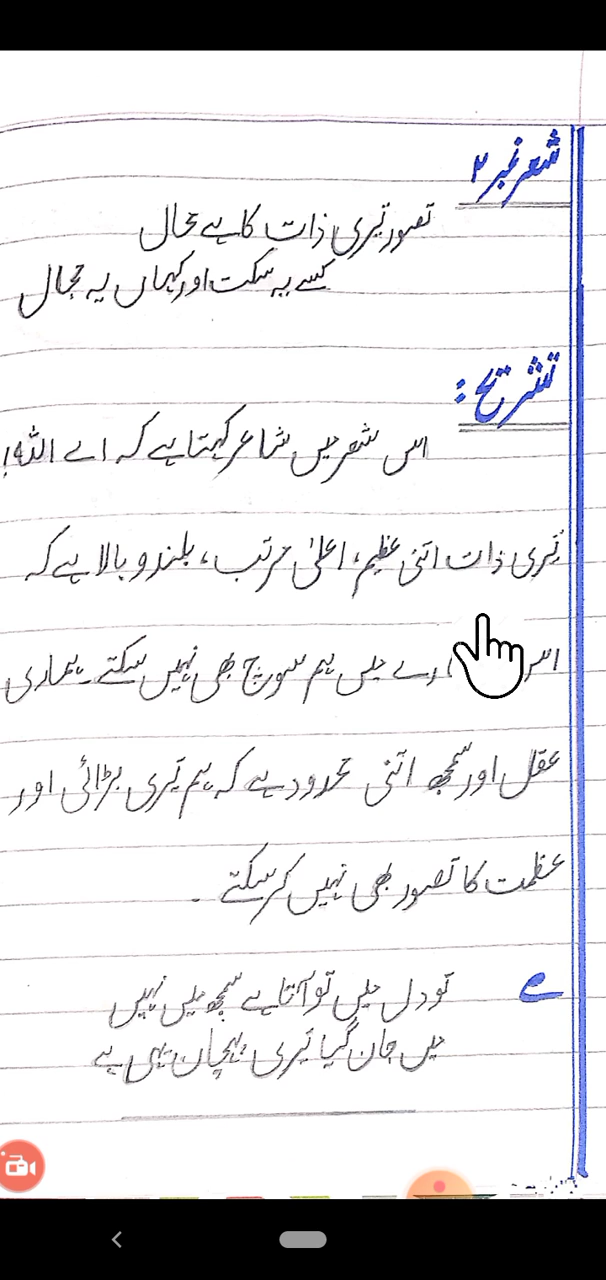 شعر نمبر ۲
تصور تیری ذات کا ہے محال
کسے یہ سکت اور کہاں یہ مجال
تشریح:
اس شعر میں شاعر کہتا ہے کہ اے اللہ!
تیری ذات اتنی عظیم، اعلیٰ مرتب، بلند و بالا ہے کہ
اس میں ہم سوچ بھی نہیں سکتے۔ ہماری
عقل اور سمجھ اتنی محدود ہے کہ ہم تیری بڑائی اور
عظمت کا تصور بھی نہیں کر سکتے۔
تو دل میں تو آتا ہے سمجھ میں نہیں
میں جان گیا تیری پہچان یہی ہے